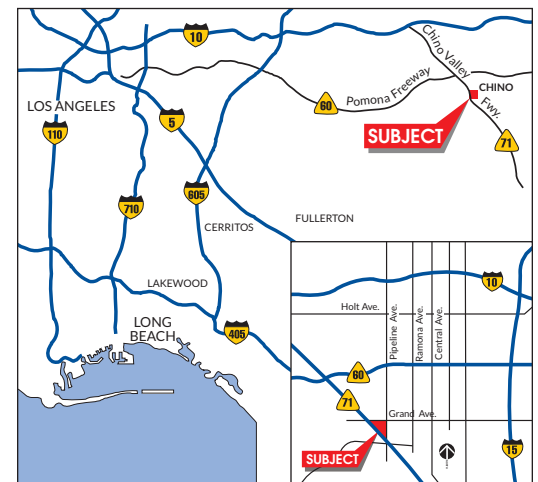 10
Chino Valley
Fwy.
Pomona Freeway
CHINO
LOS ANGELES
60
5
SUBJECT
110
71
605
710
FULLERTON
CERRITOS
LAKEWOOD
LONG
BEACH
405
10
Holt Ave.
Pipeline Ave.
Ramona Ave.
Central Ave.
60
71
Grand Ave.
SUBJECT
15